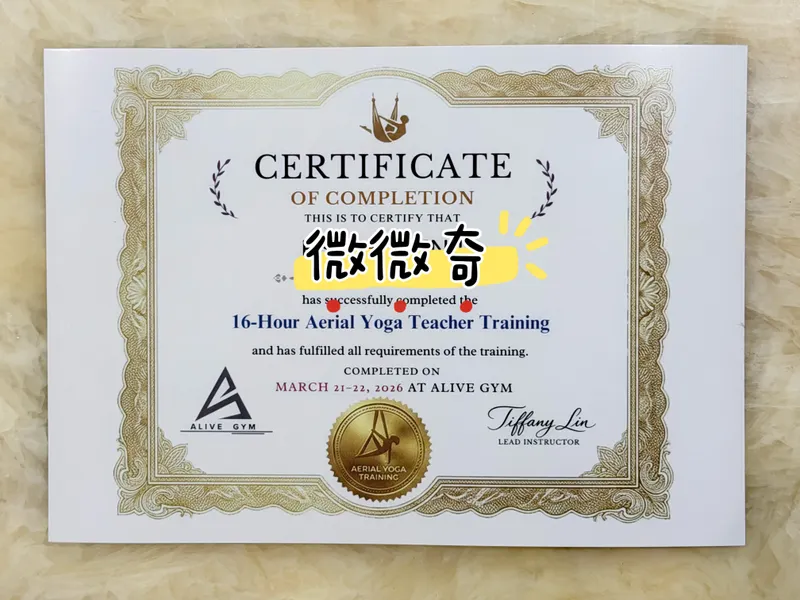 CERTIFICATE
OF COMPLETION
THIS IS TO CERTIFY THAT
微微奇
has successfully completed the
16-Hour Aerial Yoga Teacher Training
and has fulfilled all requirements of the training.
COMPLETED ON
MARCH 21-22, 2026 AT ALIVE GYM
ALIVE GYM
AERIAL YOGA
TRAINING
Tiffany Lin
LEAD INSTRUCTOR